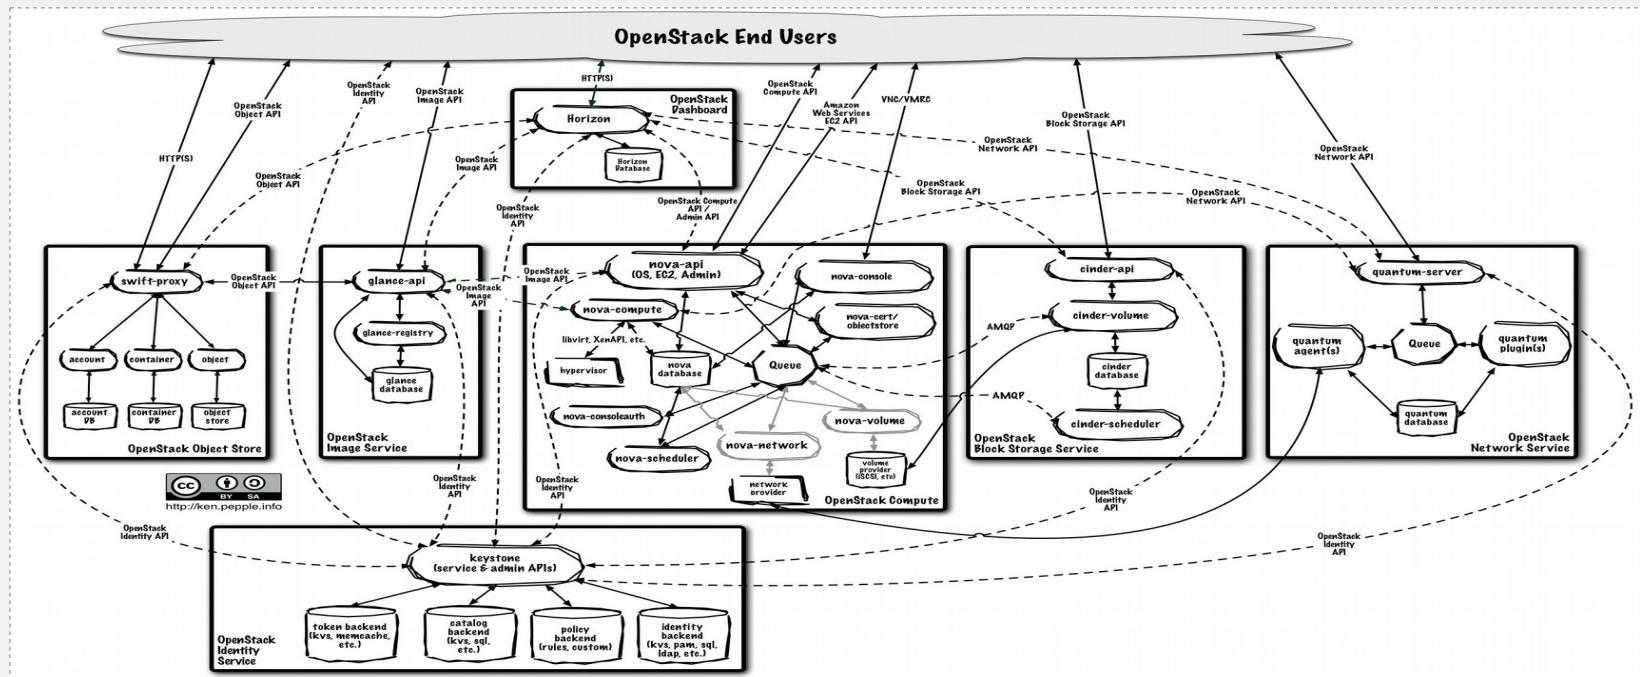 OpenStack End Users
HTTP(S)
OpenStack
Object API
OpenStack
Identity
API
OpenStack
Image API
HTTP(S)
OpenStack
Compute API
Amazon
Web Services
EC2 API
VNC/VMRC
OpenStack
Block Storage API
OpenStack
Network API
OpenStack
Dashboard
Horizon
Horizon
Database
OpenStack
Object API
OpenStack
Image API
OpenStack
Identity
API
OpenStack Compute
API /
Admin API
OpenStack
Network API
OpenStack
Block Storage API
OpenStack
Network API
swift-proxy
account
container
object
account
DB
container
DB
object
store
OpenStack Object Store
OpenStack
Object API
glance-api
glance-registry
glance
database
OpenStack
Image Service
OpenStack
Image API
OpenStack
Image
API
nova-api
(OS, EC2, Admin)
nova-console
nova-compute
nova-cert/
objectstore
libvirt, XenAPI, etc.
hypervisor
nova
database
Queue
nova-consoleauth
nova-volume
nova-network
nova-scheduler
volume
provider
(iSCSI, etc)
network
provider
OpenStack Compute
AMQP
AMQP
cinder-api
cinder-volume
cinder
database
cinder-scheduler
OpenStack
Block Storage Service
quantum-server
quantum
agent(s)
Queue
quantum
plugin(s)
quantum
database
OpenStack
Network Service
cc
BY SA
http://ken.pepple.info
OpenStack
Identity API
OpenStack
Identity
API
OpenStack
Identity
API
OpenStack
Identity
API
OpenStack
Identity
API
keystone
(service & admin APIs)
token backend
(kvs, memcache,
etc.)
catalog
backend
(kvs, sql,
etc.)
policy
backend
(rules, custom)
identity
backend
(kvs, pam, sql,
ldap, etc.)
OpenStack
Identity
Service